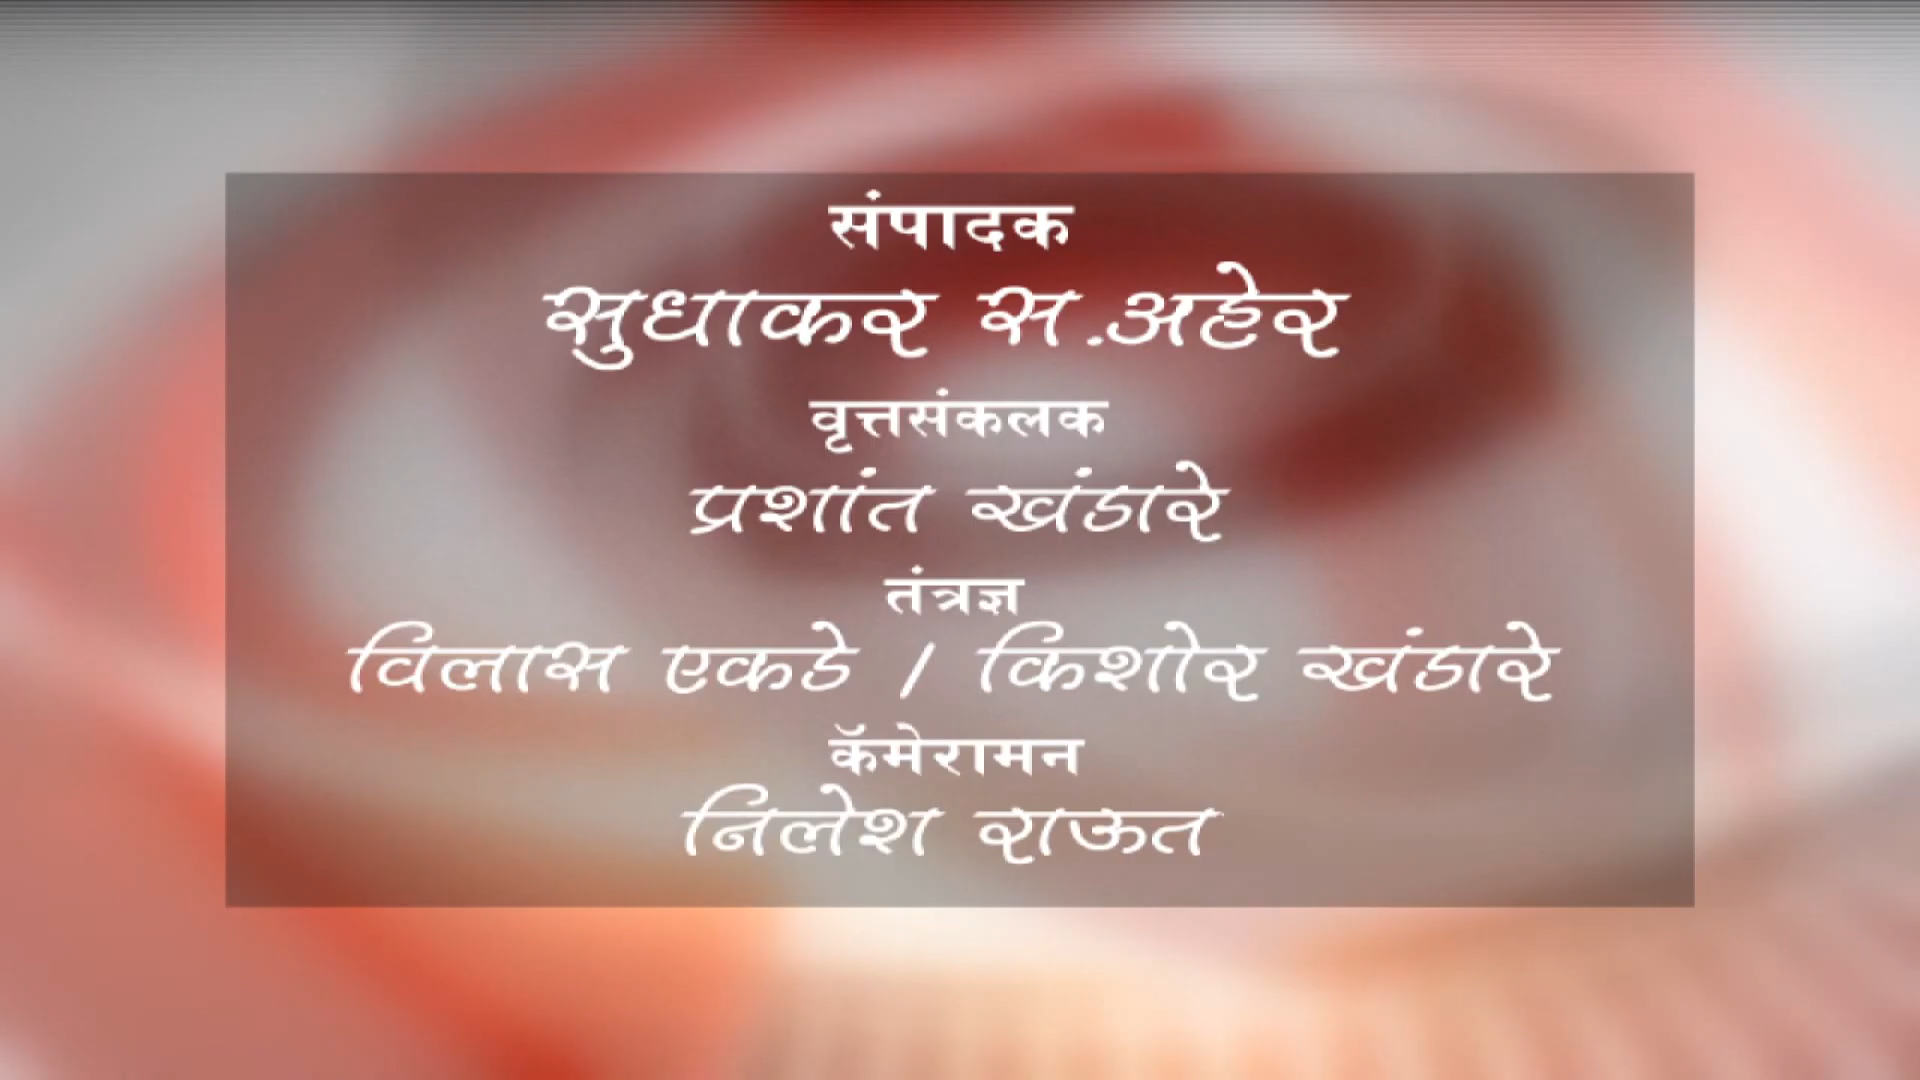 संपादक
सुधाकर स.अहेर
वृत्तसंकलक
प्रशांत खंडारे
तंत्रज्ञ
विलास एकडे / किशोर खंडारे
कॅमेरामन
निलेश राऊत